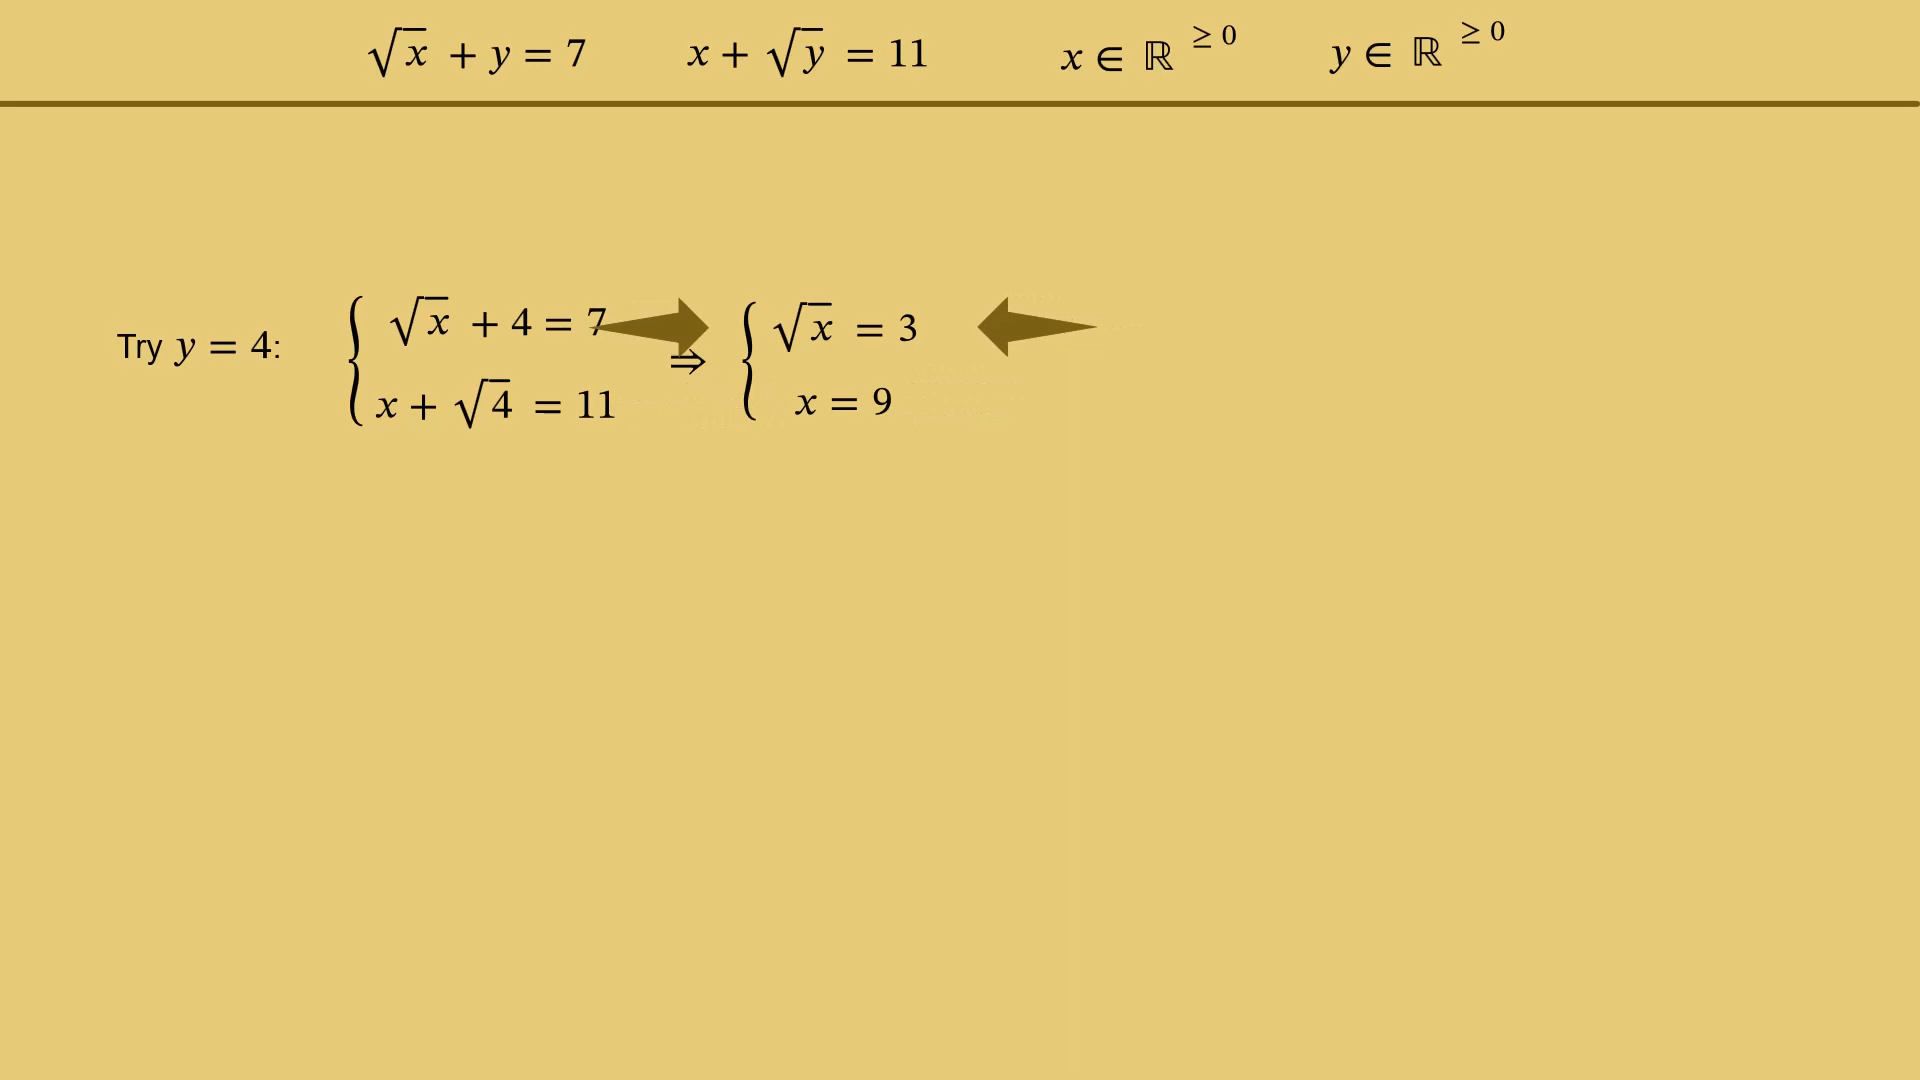 √x + y = 7 x + √y = 11 x ∈ ℝ ≥ 0 y ∈ ℝ ≥ 0
Try y = 4: { √x + 4 = 7 ⇒ { √x = 3
x + √4 = 11 x = 9